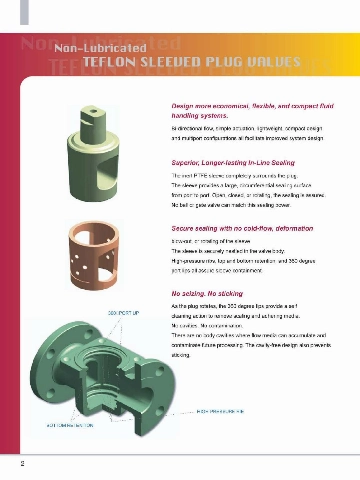 Non-Lubricated
TEFLON SLEEVED PLUG VALVES
Design more economical, flexible, and compact fluid
handling systems.
Bi-directional flow, simple actuation, lightweight, compact design
and multiport configurations all facilitate improved system design.
Superior, Longer-lasting In-Line Sealing
The inert PTFE sleeve completely surrounds the plug.
The sleeve provides a large, circumferential sealing surface
from port to port. Open, closed, or rotating, the sealing is assured.
No ball or gate valve can match this sealing power.
Secure sealing with no cold-flow, deformation
blow-out, or rotating of the sleeve
The sleeve is securely nestled in the valve body.
High-pressure ribs, top and bottom retention, and 360 degree
port lips all assure sleeve containment.
No seizing. No sticking
As the plug rotates, the 360 degree lips provide a self
cleaning action to remove scaling and adhering media.
No cavities. No contamination.
There are no body cavities where flow media can accumulate and
contaminate future processing. The cavity-free design also prevents
sticking.
360° PORT LIP
HIGH PRESSURE RIB
BOTTOM RETENTION
2